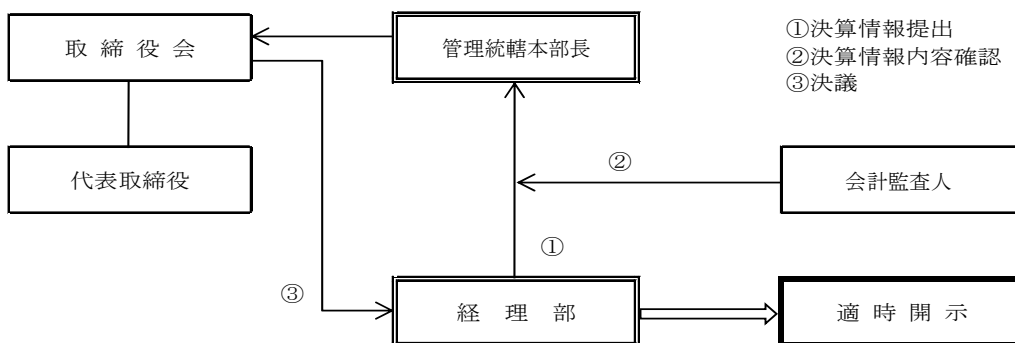 取締役会
管理統轄本部長
①決算情報提出
②決算情報内容確認
③決議
代表取締役
②
会計監査人
①
③
経理部
適時開示